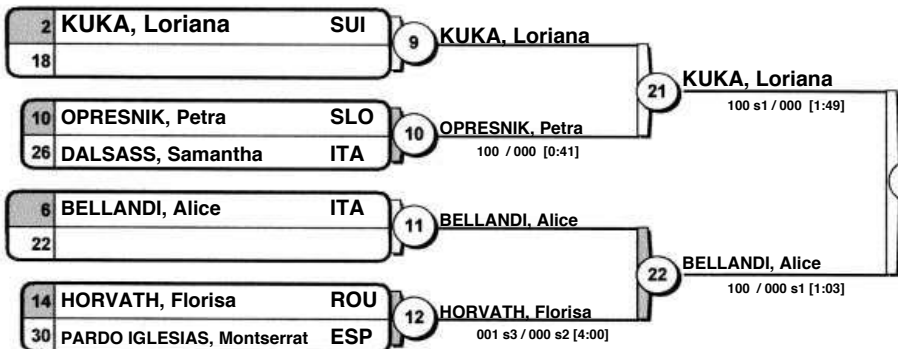 2 KUKA, Loriana SUI
18
9
KUKA, Loriana
10 OPRESNIK, Petra SLO
26 DALSASS, Samantha ITA
10
OPRESNIK, Petra
100 / 000 [0:41]
21
KUKA, Loriana
100 s1 / 000 [1:49]
6 BELLANDI, Alice ITA
22
11
BELLANDI, Alice
14 HORVATH, Florisa ROU
30 PARDO IGLESIAS, Montserrat ESP
12
HORVATH, Florisa
001 s3 / 000 s2 [4:00]
22
BELLANDI, Alice
100 / 000 s1 [1:03]